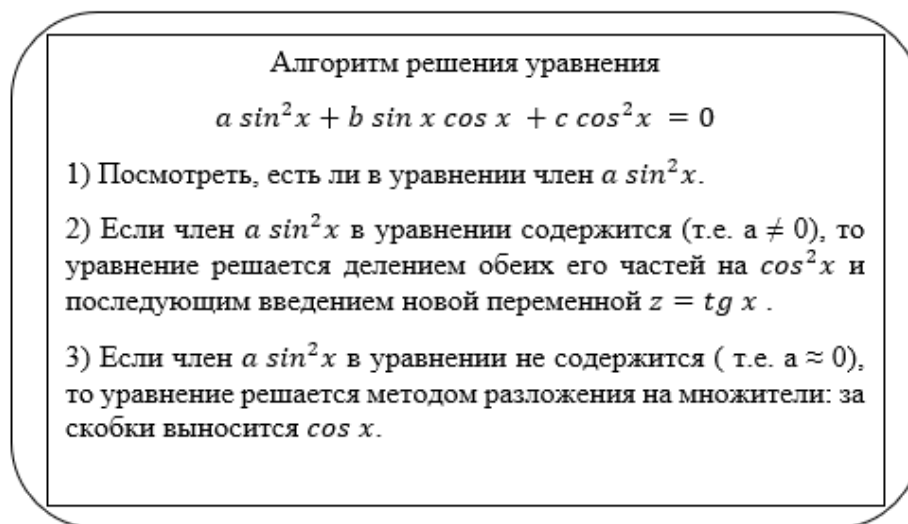 Алгоритм решения уравнения
a sin²x + b sin x cos x + c cos²x = 0
1) Посмотреть, есть ли в уравнении член a sin²x.
2) Если член a sin²x в уравнении содержится (т.е. a ≠ 0), то
уравнение решается делением обеих его частей на cos²x и
последующим введением новой переменной z = tg x .
3) Если член a sin²x в уравнении не содержится ( т.е. a ≈ 0),
то уравнение решается методом разложения на множители: за
скобки выносится cos x.